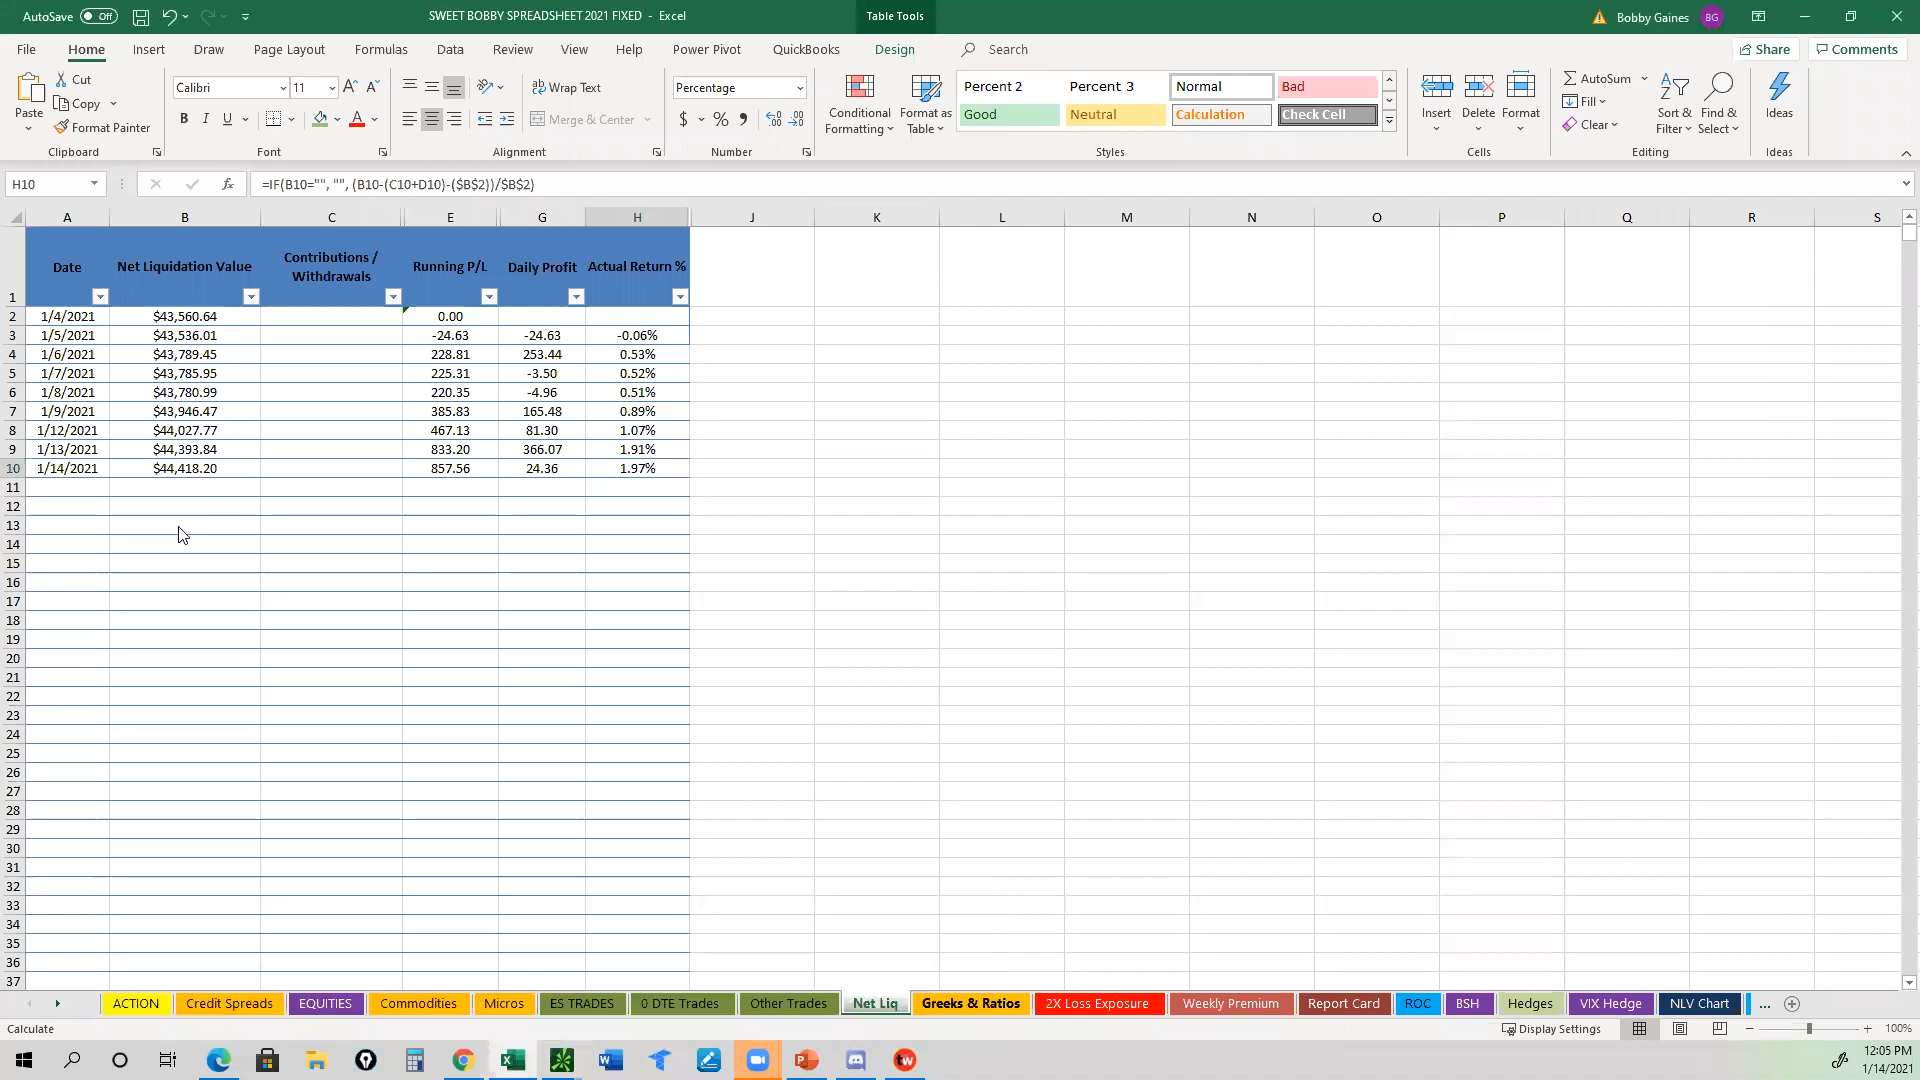 AutoSave Off SWEET BOBBY SPREADSHEET 2021 FIXED - Excel Table Tools Bobby Gaines BG
File Home Insert Draw Page Layout Formulas Data Review View Help Power Pivot QuickBooks Design Search Share Comments
Paste Cut Copy Format Painter Clipboard
Calibri 11 B I U Font
Wrap Text Merge & Center Alignment
Percentage $ % Number
Conditional Formatting Format as Table
Percent 2 Percent 3 Normal Bad
Good Neutral Calculation Check Cell
Styles
Insert Delete Format Cells
AutoSum Fill Clear Sort & Filter Find & Select Editing
Ideas Ideas
H10 fx =IF(B10="", "", (B10-(C10+D10)-($B$2))/$B$2)
A B C E G H J K L M N O P Q R S
1 Date Net Liquidation Value Contributions / Withdrawals Running P/L Daily Profit Actual Return %
2 1/4/2021 $43,560.64 0.00
3 1/5/2021 $43,536.01 -24.63 -24.63 -0.06%
4 1/6/2021 $43,789.45 228.81 253.44 0.53%
5 1/7/2021 $43,785.95 225.31 -3.50 0.52%
6 1/8/2021 $43,780.99 220.35 -4.96 0.51%
7 1/9/2021 $43,946.47 385.83 165.48 0.89%
8 1/12/2021 $44,027.77 467.13 81.30 1.07%
9 1/13/2021 $44,393.84 833.20 366.07 1.91%
10 1/14/2021 $44,418.20 857.56 24.36 1.97%
11
12
13
14
15
16
17
18
19
20
21
22
23
24
25
26
27
28
29
30
31
32
33
34
35
36
37
ACTION Credit Spreads EQUITIES Commodities Micros ES TRADES 0 DTE Trades Other Trades Net Liq Greeks & Ratios 2X Loss Exposure Weekly Premium Report Card ROC BSH Hedges VIX Hedge NLV Chart ...
Calculate Display Settings 100%
12:05 PM
1/14/2021